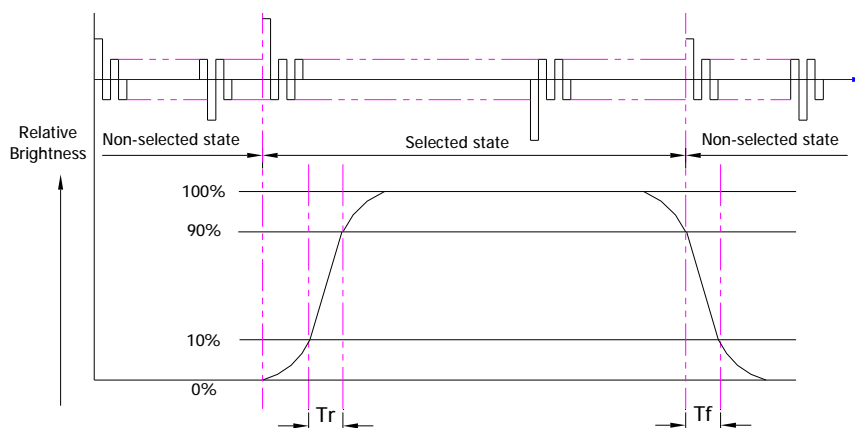 Relative
Brightness
Non-selected state
Selected state
Non-selected state
100%
90%
10%
0%
Tr
Tf